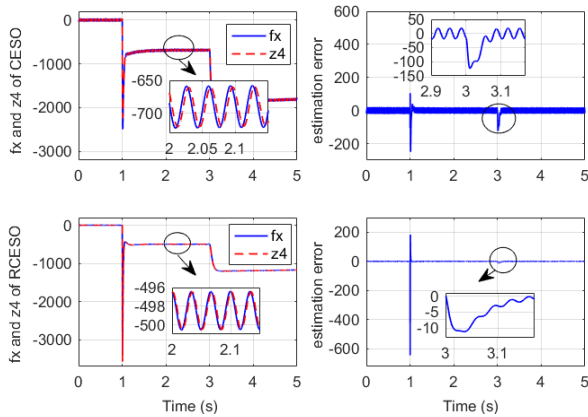 fx and z4 of CESO
0
-1000
-2000
-3000
0 1 2 3 4 5
fx
z4
-650
-700
2 2.05 2.1
estimation error
600
400
200
0
-200
0 1 2 3 4 5
50
0
-50
-100
-150
2.9 3 3.1
fx and z4 of RCESO
0
-1000
-2000
-3000
0 1 2 3 4 5
Time (s)
fx
z4
-496
-498
-500
2 2.1
estimation error
200
0
-200
-400
-600
0 1 2 3 4 5
Time (s)
0
-5
-10
3 3.1